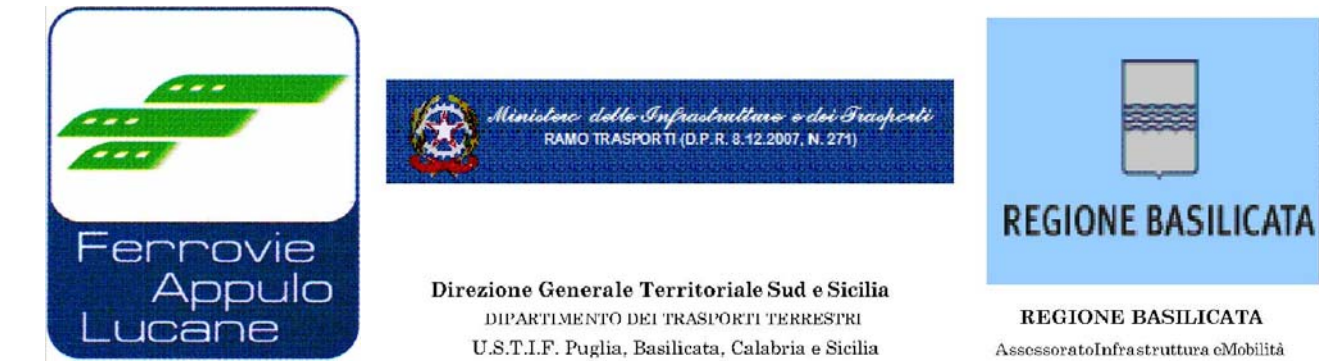 Ferrovie
Appulo
Lucane
Ministero delle Infrastrutture e dei Trasporti
RAMO TRASPORTI (D.P.R. 8.12.2007, N. 271)
Direzione Generale Territoriale Sud e Sicilia
DIPARTIMENTO DEI TRASPORTI TERRESTRI
U.S.T.I.F. Puglia, Basilicata, Calabria e Sicilia
REGIONE BASILICATA
REGIONE BASILICATA
AssessoratoInfrastruttura eMobilità